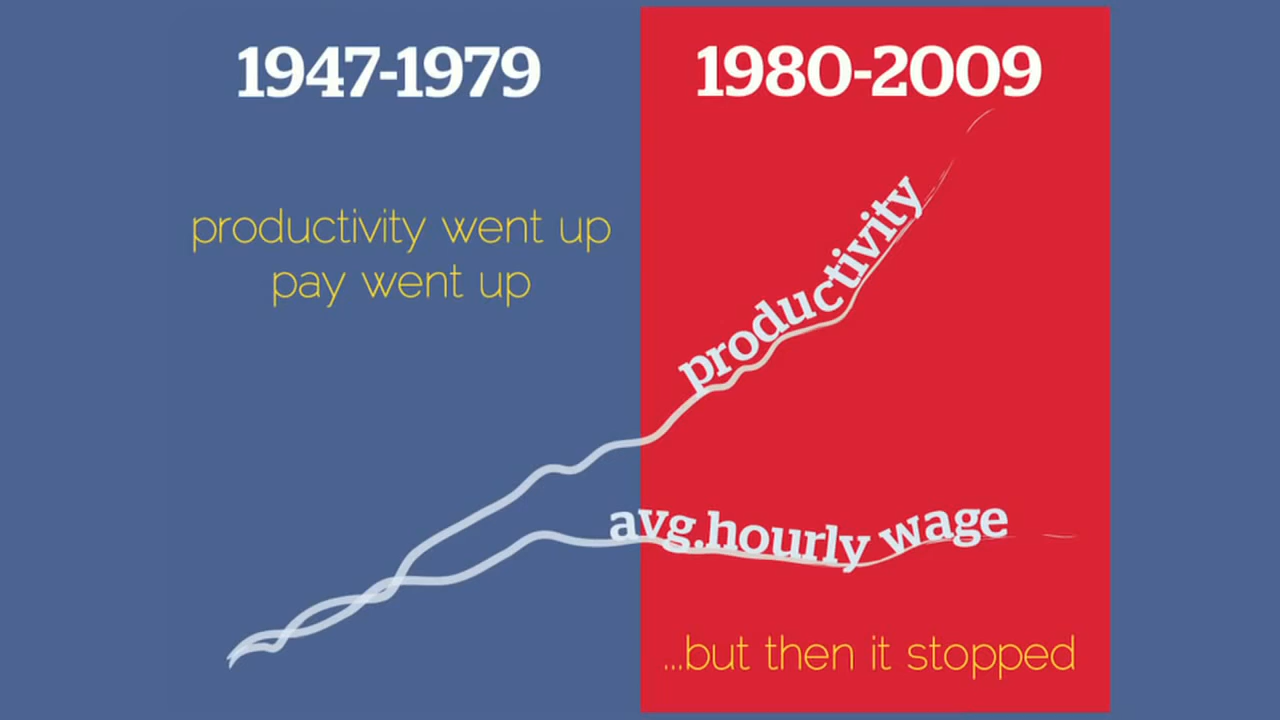 1947-1979
productivity went up
pay went up
1980-2009
productivity
avg.hourly wage
...but then it stopped